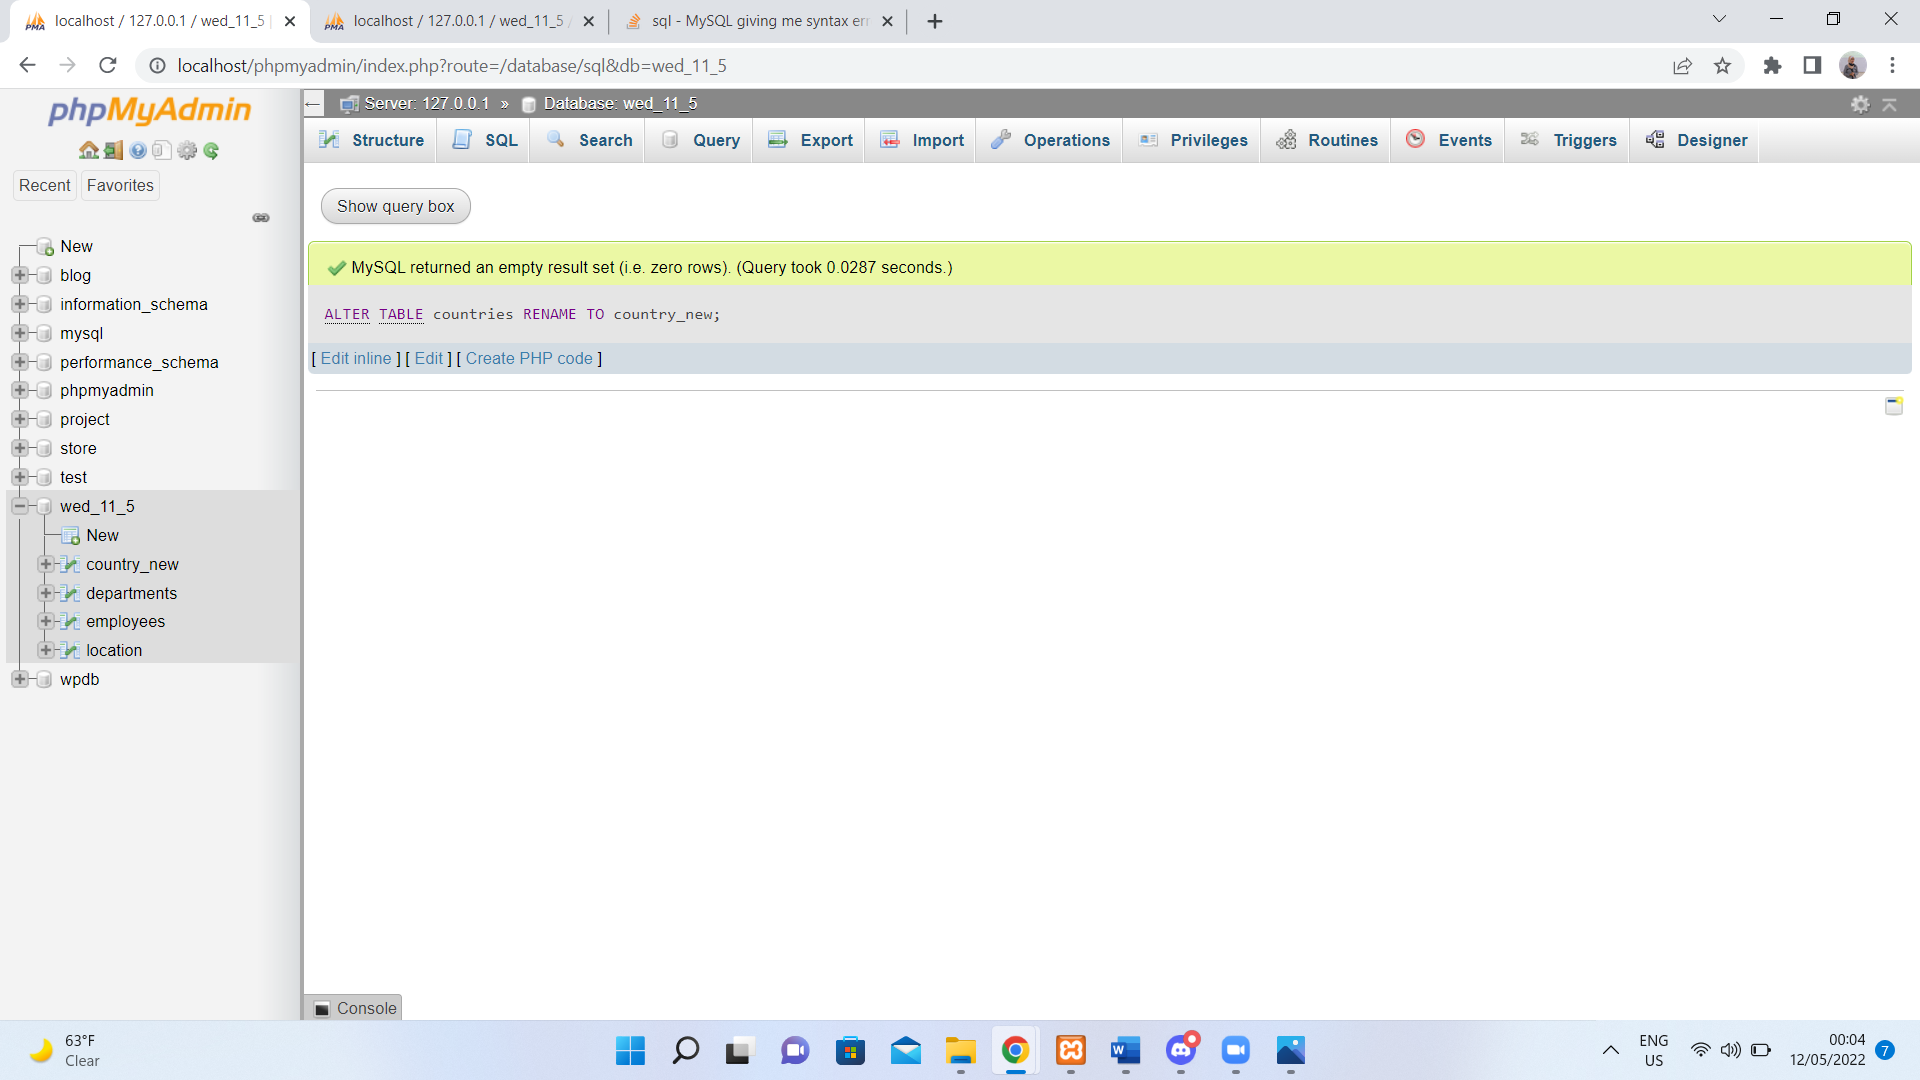 localhost / 127.0.0.1 / wed_11_5 |
localhost / 127.0.0.1 / wed_11_5 /
sql - MySQL giving me syntax err
localhost/phpmyadmin/index.php?route=/database/sql&db=wed_11_5
phpMyAdmin
Recent
Favorites
New
blog
information_schema
mysql
performance_schema
phpmyadmin
project
store
test
wed_11_5
New
country_new
departments
employees
location
wpdb
Server: 127.0.0.1 » Database: wed_11_5
Structure
SQL
Search
Query
Export
Import
Operations
Privileges
Routines
Events
Triggers
Designer
Show query box
MySQL returned an empty result set (i.e. zero rows). (Query took 0.0287 seconds.)
ALTER TABLE countries RENAME TO country_new;
[ Edit inline ] [ Edit ] [ Create PHP code ]
Console
63°F
Clear
ENG
US
00:04
12/05/2022
7